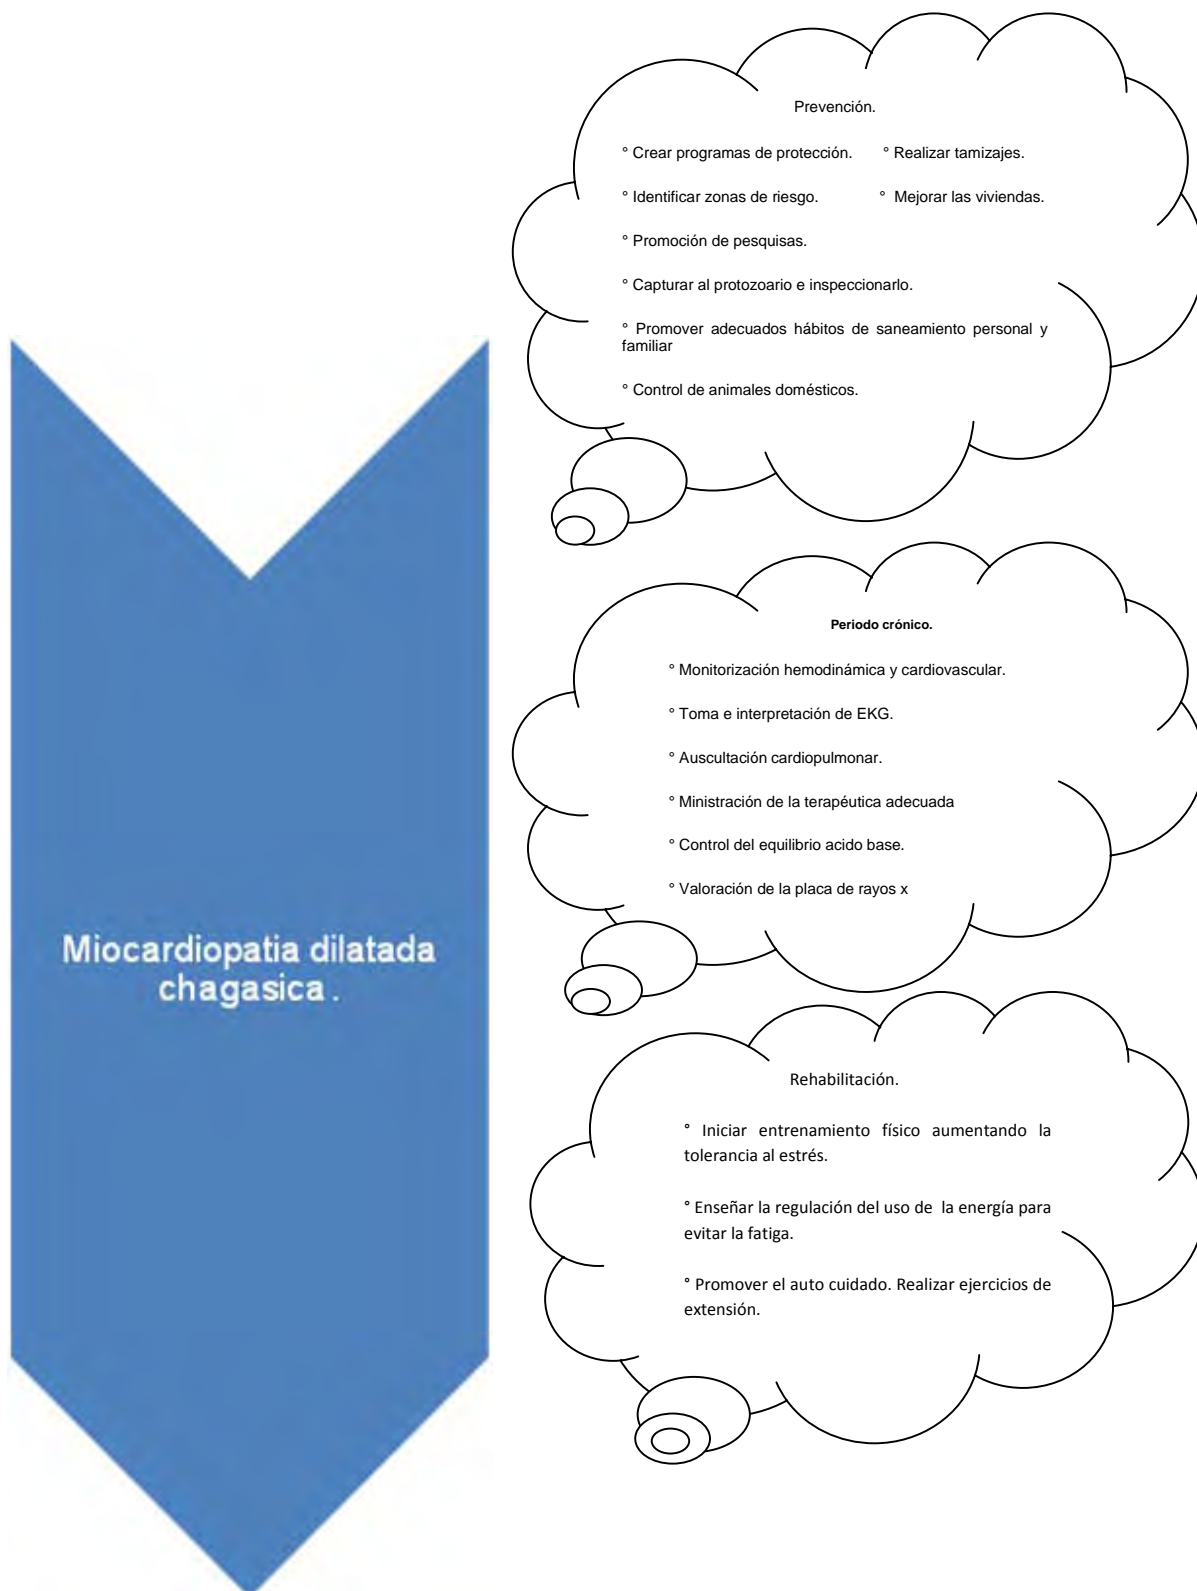 Prevención.
° Crear programas de protección. ° Realizar tamizajes.
° Identificar zonas de riesgo. ° Mejorar las viviendas.
° Promoción de pesquisas.
° Capturar al protozoario e inspeccionarlo.
° Promover adecuados hábitos de saneamiento personal y
familiar
° Control de animales domésticos.
Periodo crónico.
° Monitorización hemodinámica y cardiovascular.
° Toma e interpretación de EKG.
° Auscultación cardiopulmonar.
° Ministración de la terapéutica adecuada
° Control del equilibrio acido base.
° Valoración de la placa de rayos x
Miocardiopatia dilatada
chagasica .
Rehabilitación.
° Iniciar entrenamiento físico aumentando la
tolerancia al estrés.
° Enseñar la regulación del uso de la energía para
evitar la fatiga.
° Promover el auto cuidado. Realizar ejercicios de
extensión.